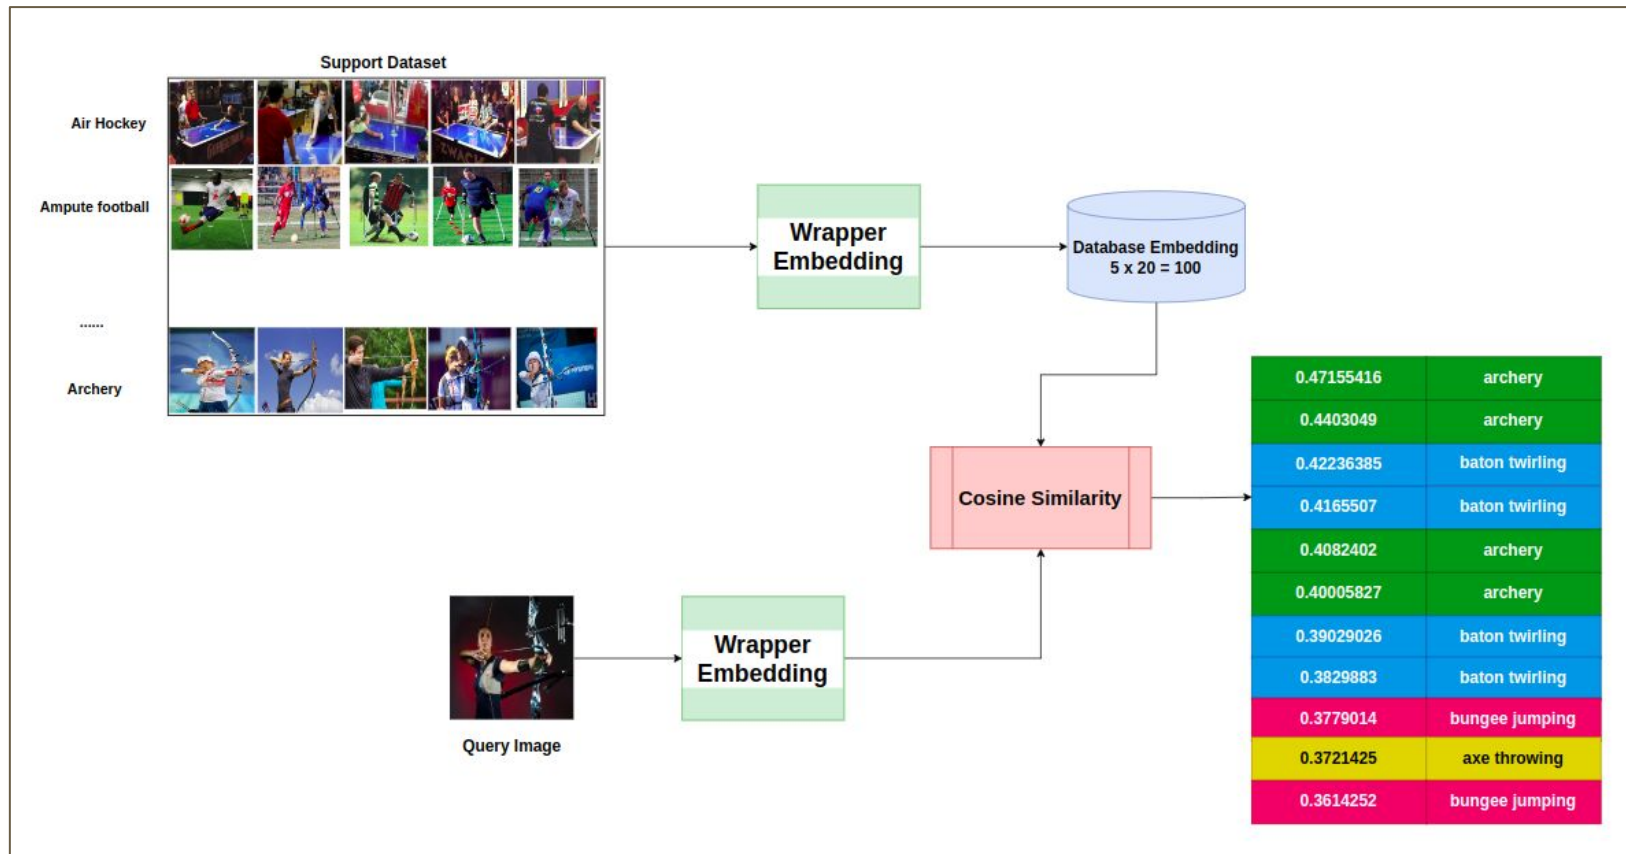 Support Dataset
Air Hockey
Ampute football
......
Archery
Wrapper
Embedding
Database Embedding
5 x 20 = 100
Cosine Similarity
Query Image
Wrapper
Embedding
0.47155416 archery
0.4403049 archery
0.42236385 baton twirling
0.4165507 baton twirling
0.4082402 archery
0.40005827 archery
0.39029026 baton twirling
0.3829883 baton twirling
0.3779014 bungee jumping
0.3721425 axe throwing
0.3614252 bungee jumping